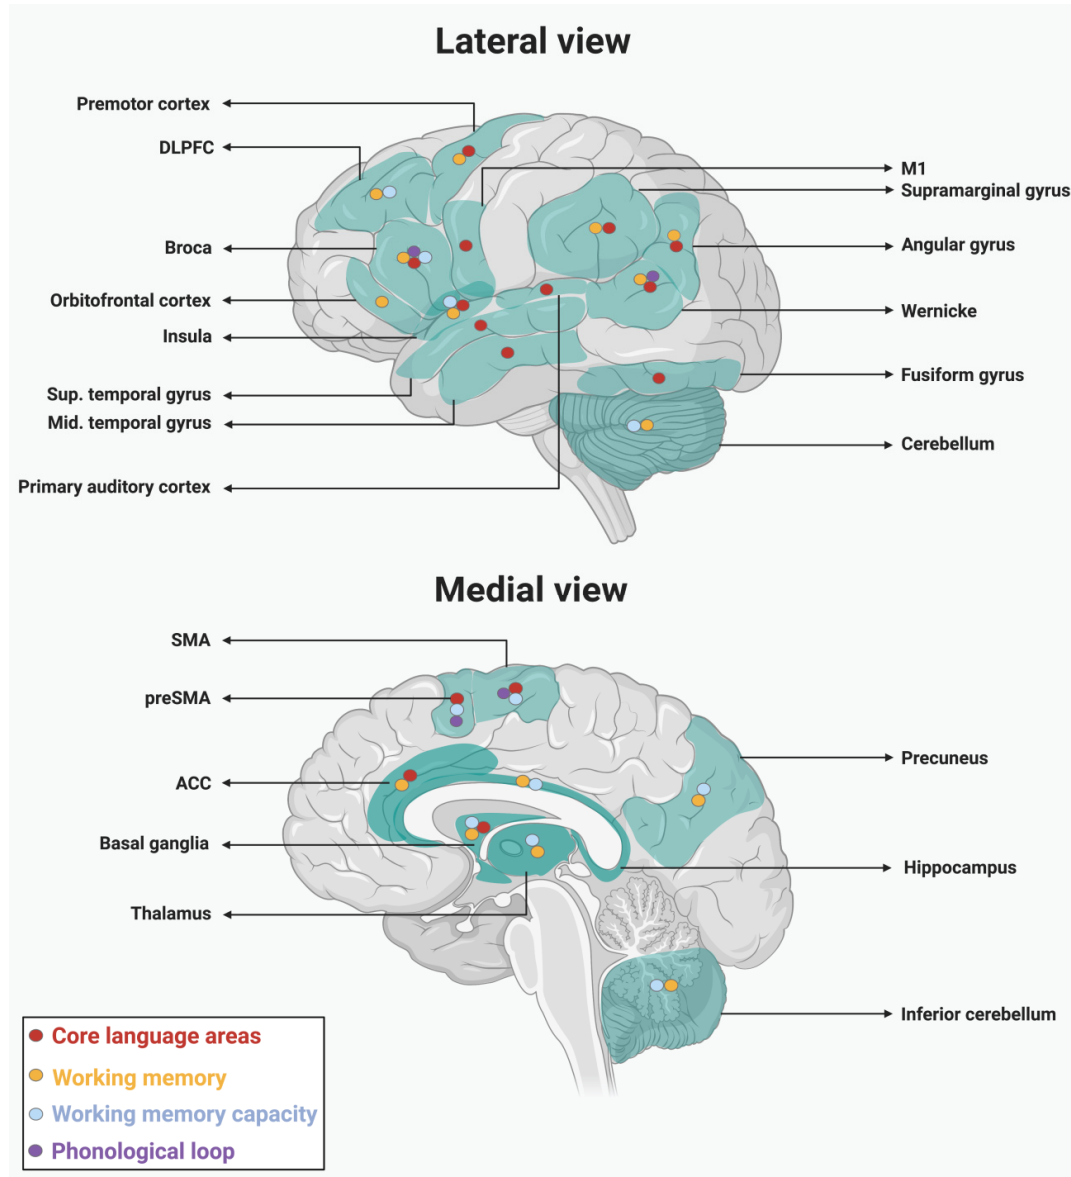 Lateral view
Premotor cortex
DLPFC
Broca
Orbitofrontal cortex
Insula
Sup. temporal gyrus
Mid. temporal gyrus
Primary auditory cortex
M1
Supramarginal gyrus
Angular gyrus
Wernicke
Fusiform gyrus
Cerebellum
Medial view
SMA
preSMA
ACC
Basal ganglia
Thalamus
Precuneus
Hippocampus
Inferior cerebellum
Core language areas
Working memory
Working memory capacity
Phonological loop